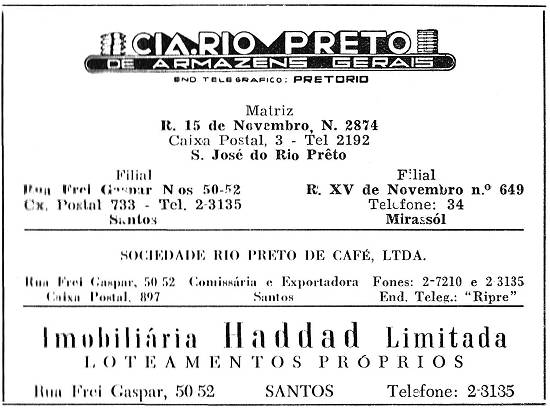 CIA. RIO PRETO
DE ARMAZENS GERAIS
END TELEGRAFICO: PRETORIO
Matriz
R. 15 de Novembro, N. 2874
Caixa Postal, 3 - Tel 2192
S. José do Rio Prêto
Filial
Rua Frei Gaspar Nos 50-52
Cx. Postal 733 - Tel. 2-3135
Santos
Filial
R. XV de Novembro n.º 649
Telefone: 34
Mirassól
SOCIEDADE RIO PRETO DE CAFÉ, LTDA.
Rua Frei Gaspar, 50 52 Comissária e Exportadora Fones: 2-7210 e 2 3135
Caixa Postal, 897 Santos End. Teleg.: "Ripre"
Imobiliária Haddad Limitada
LOTEAMENTOS PRÓPRIOS
Rua Frei Gaspar, 50 52 SANTOS Telefone: 2-3135